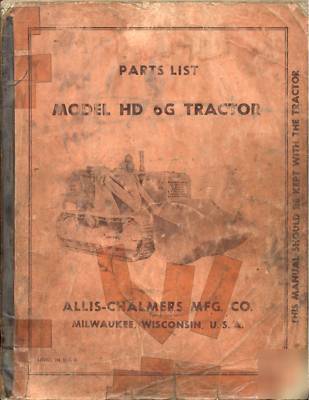 PARTS LIST
MODEL HD 6G TRACTOR
ALLIS-CHALMERS MFG. CO.
MILWAUKEE, WISCONSIN, U. S. A.
THIS MANUAL SHOULD BE KEPT WITH THE TRACTOR